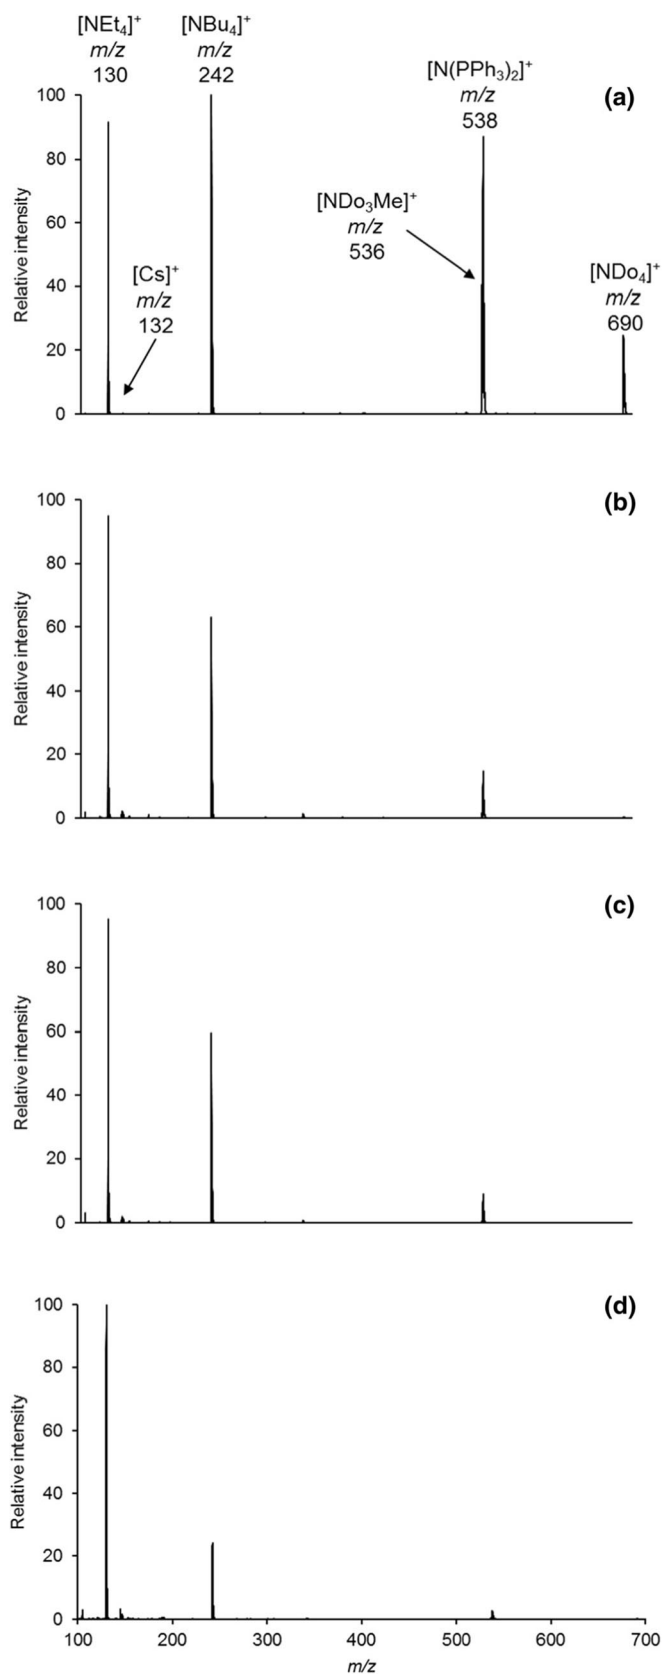 [NEt₄]⁺
m/z
130
[NBu₄]⁺
m/z
242
[N(PPh₃)₂]⁺
m/z
538
(a)
[NDo₃Me]⁺
m/z
536
[Cs]⁺
m/z
132
[NDo₄]⁺
m/z
690
Relative intensity
100
80
60
40
20
0
(b)
Relative intensity
100
80
60
40
20
0
(c)
Relative intensity
100
80
60
40
20
0
(d)
Relative intensity
100
80
60
40
20
0
100 200 300 400 500 600 700
m/z